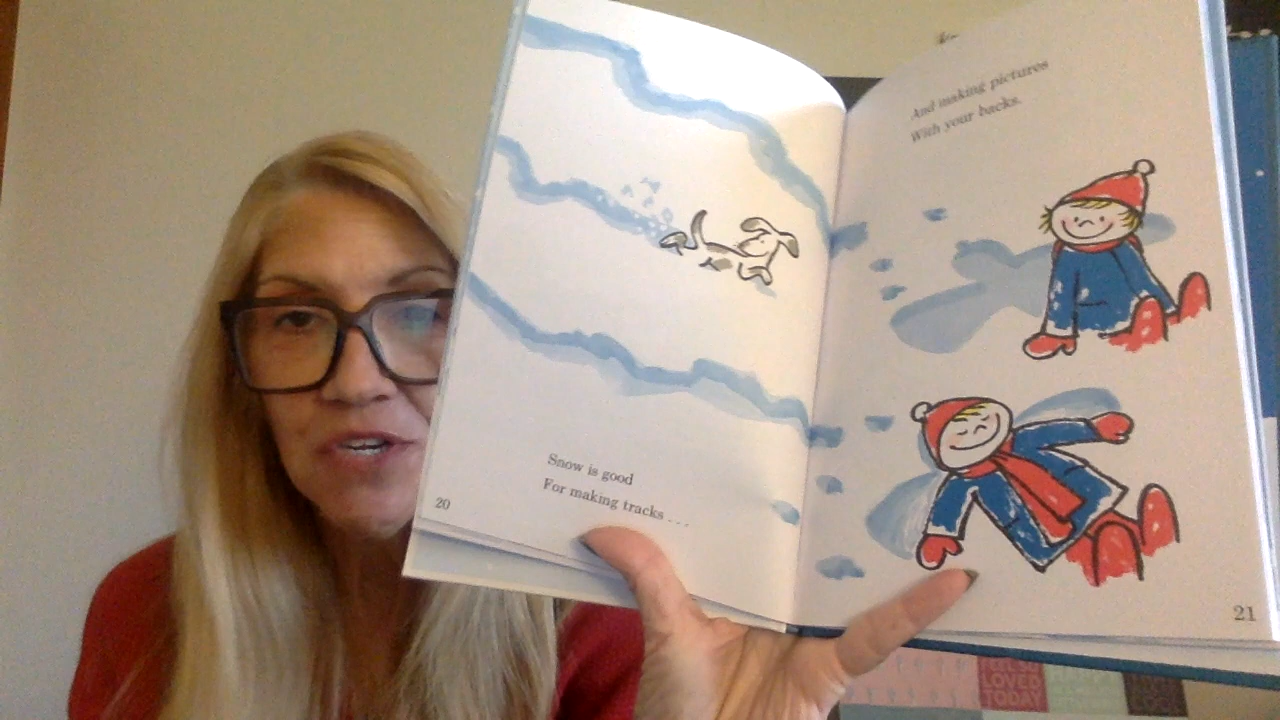 Snow is good
For making tracks . . .
20
And making pictures
With your backs.
21
LOVED
TODAY